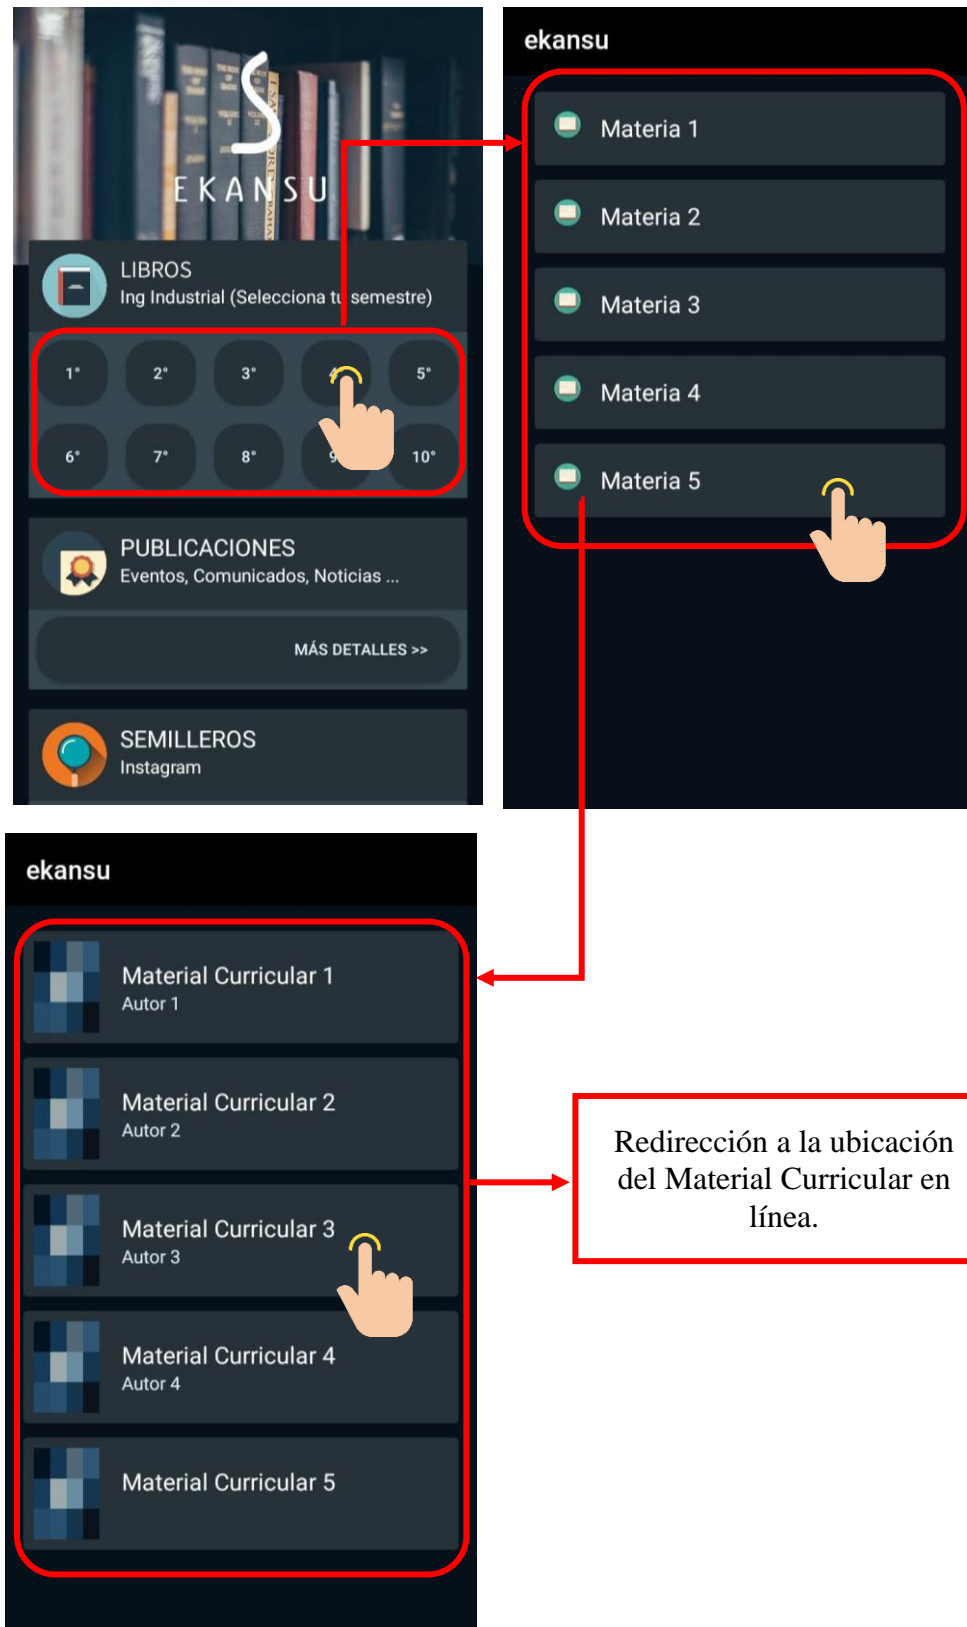 EKANSU
LIBROS
Ing Industrial (Selecciona tu semestre)
1° 2° 3° 4° 5°
6° 7° 8° 9° 10°
PUBLICACIONES
Eventos, Comunicados, Noticias ...
MÁS DETALLES >>
SEMILLEROS
Instagram
ekansu
Materia 1
Materia 2
Materia 3
Materia 4
Materia 5
ekansu
Material Curricular 1
Autor 1
Material Curricular 2
Autor 2
Material Curricular 3
Autor 3
Material Curricular 4
Autor 4
Material Curricular 5
Redirección a la ubicación
del Material Curricular en
línea.